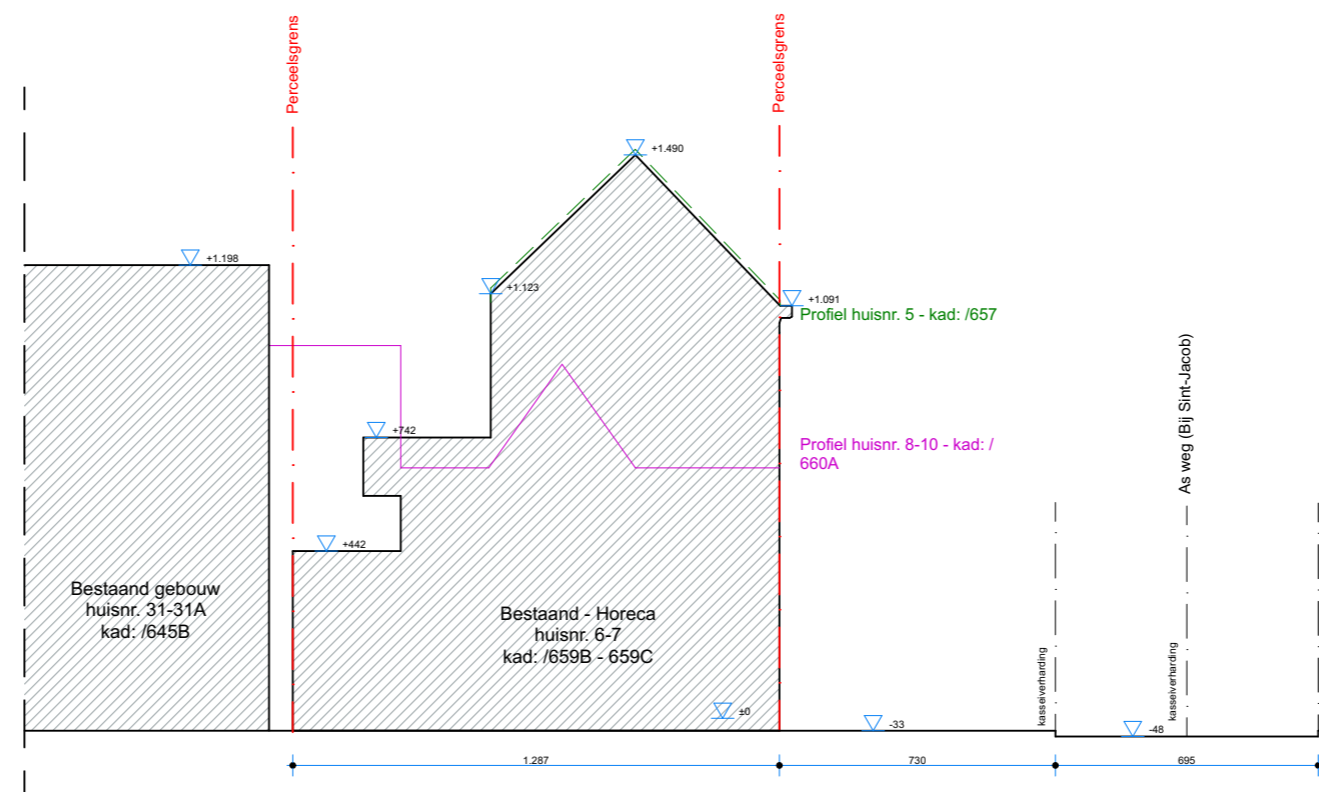 Perceelsgrens
Perceelsgrens
+1.490
+1.198
+1.123
+1.091
Profiel huisnr. 5 - kad: /657
+742
Profiel huisnr. 8-10 - kad: /
660A
As weg (Bij Sint-Jacob)
+442
Bestaand gebouw
huisnr. 31-31A
kad: /645B
Bestaand - Horeca
huisnr. 6-7
kad: /659B - 659C
kasseiverharding
kasseiverharding
±0
-33
-48
1.287
730
695